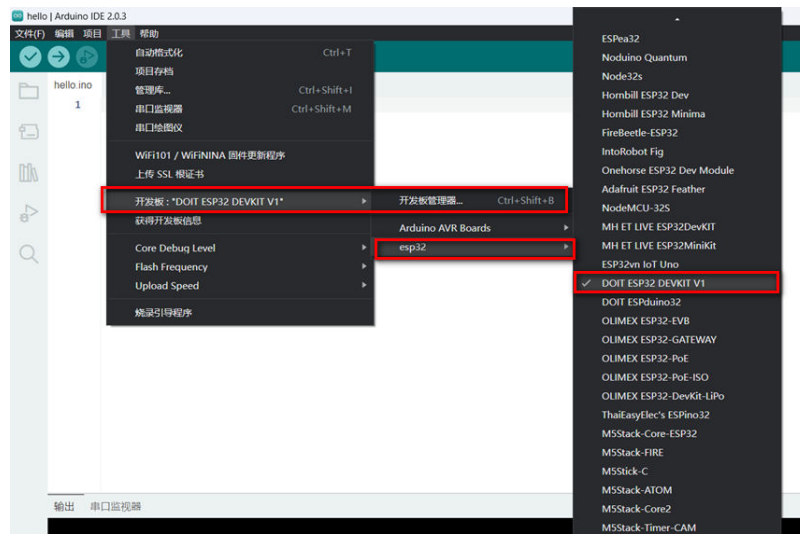 hello | Arduino IDE 2.0.3
文件(F) 编辑 项目 工具 帮助
hello.ino
1
自动格式化 Ctrl+T
项目存档
管理库... Ctrl+Shift+I
串口监视器 Ctrl+Shift+M
串口绘图仪
WiFi101 / WiFiNINA 固件更新程序
上传 SSL 根证书
开发板 : "DOIT ESP32 DEVKIT V1"
获得开发板信息
Core Debug Level
Flash Frequency
Upload Speed
烧录引导程序
开发板管理器... Ctrl+Shift+B
Arduino AVR Boards
esp32
ESPea32
Noduino Quantum
Node32s
Hornbill ESP32 Dev
Hornbill ESP32 Minima
FireBeetle-ESP32
IntoRobot Fig
Onehorse ESP32 Dev Module
Adafruit ESP32 Feather
NodeMCU-32S
MH ET LIVE ESP32DevKIT
MH ET LIVE ESP32MiniKit
ESP32vn IoT Uno
DOIT ESP32 DEVKIT V1
DOIT ESPduino32
OLIMEX ESP32-EVB
OLIMEX ESP32-GATEWAY
OLIMEX ESP32-PoE
OLIMEX ESP32-PoE-ISO
OLIMEX ESP32-DevKit-LiPo
ThaiEasyElec's ESPino32
M5Stack-Core-ESP32
M5Stack-FIRE
M5Stick-C
M5Stack-ATOM
M5Stack-Core2
M5Stack-Timer-CAM
输出 串口监视器